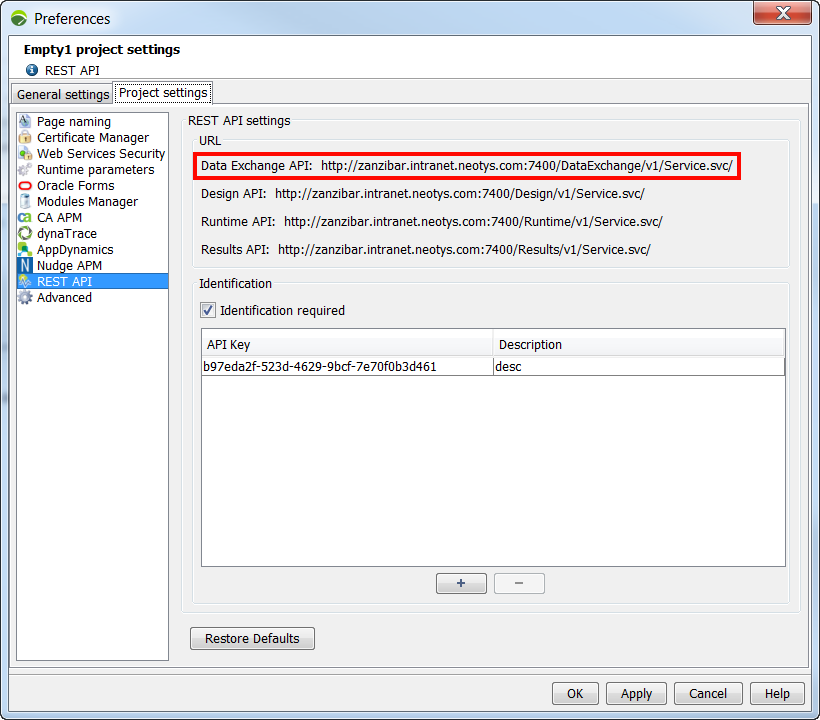 Preferences
Empty1 project settings
REST API
General settings
Project settings
Page naming
Certificate Manager
Web Services Security
Runtime parameters
Oracle Forms
Modules Manager
CA APM
dynaTrace
AppDynamics
Nudge APM
REST API
Advanced
REST API settings
URL
Data Exchange API: http://zanzibar.intranet.neotys.com:7400/DataExchange/v1/Service.svc/
Design API: http://zanzibar.intranet.neotys.com:7400/Design/v1/Service.svc/
Runtime API: http://zanzibar.intranet.neotys.com:7400/Runtime/v1/Service.svc/
Results API: http://zanzibar.intranet.neotys.com:7400/Results/v1/Service.svc/
Identification
Identification required
API Key Description
b97eda2f-523d-4629-9bcf-7e70f0b3d461 desc
+ −
Restore Defaults
OK Apply Cancel Help